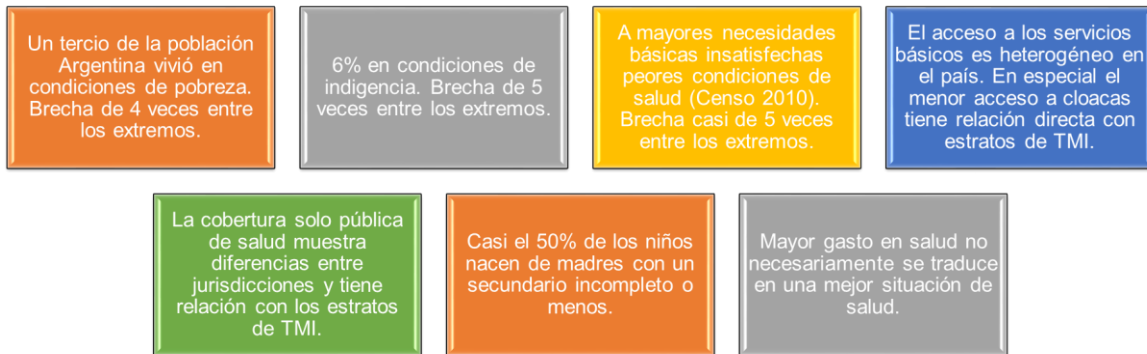 Un tercio de la población
Argentina vivió en
condiciones de pobreza.
Brecha de 4 veces entre
los extremos.
6% en condiciones de
indigencia. Brecha de 5
veces entre los extremos.
A mayores necesidades
básicas insatisfechas
peores condiciones de
salud (Censo 2010).
Brecha casi de 5 veces
entre los extremos.
El acceso a los servicios
básicos es heterogéneo en
el país. En especial el
menor acceso a cloacas
tiene relación directa con
estratos de TMI.
La cobertura solo pública
de salud muestra
diferencias entre
jurisdicciones y tiene
relación con los estratos
de TMI.
Casi el 50% de los niños
nacen de madres con un
secundario incompleto o
menos.
Mayor gasto en salud no
necesariamente se traduce
en una mejor situación de
salud.